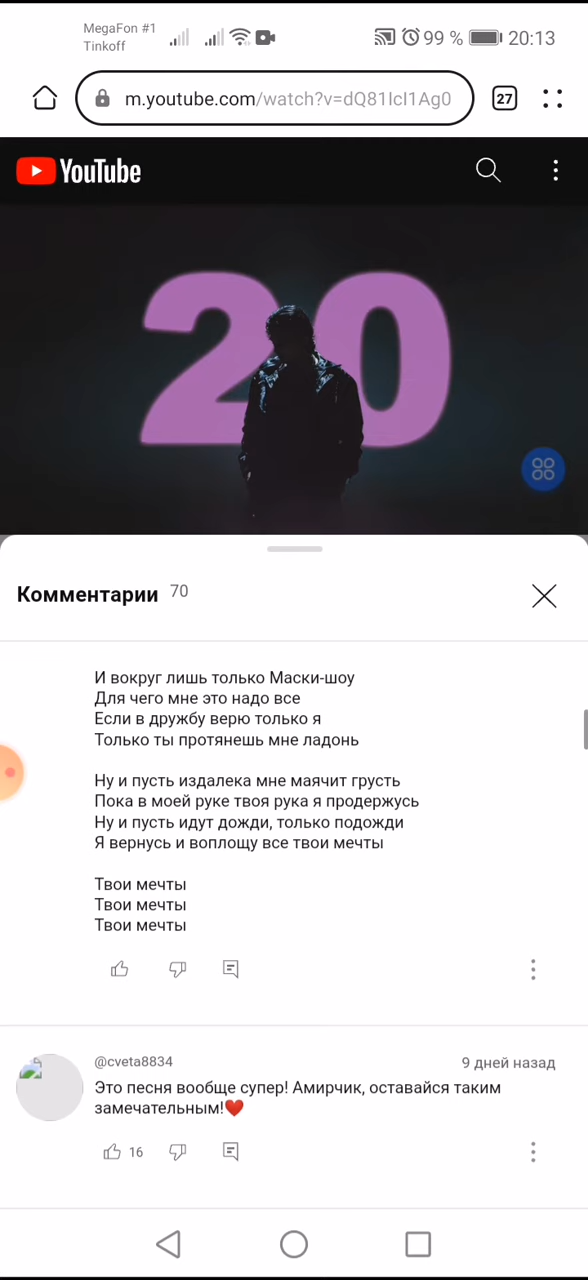 MegaFon #1
Tinkoff
99 %
20:13
m.youtube.com/watch?v=dQ81IcI1Ag0
27
YouTube
20
Комментарии 70
И вокруг лишь только Маски-шоу
Для чего мне это надо все
Если в дружбу верю только я
Только ты протянешь мне ладонь
Ну и пусть издалека мне маячит грусть
Пока в моей руке твоя рука я продержусь
Ну и пусть идут дожди, только подожди
Я вернусь и воплощу все твои мечты
Твои мечты
Твои мечты
Твои мечты
@cveta8834
9 дней назад
Это песня вообще супер! Амирчик, оставайся таким
замечательным!❤️
16